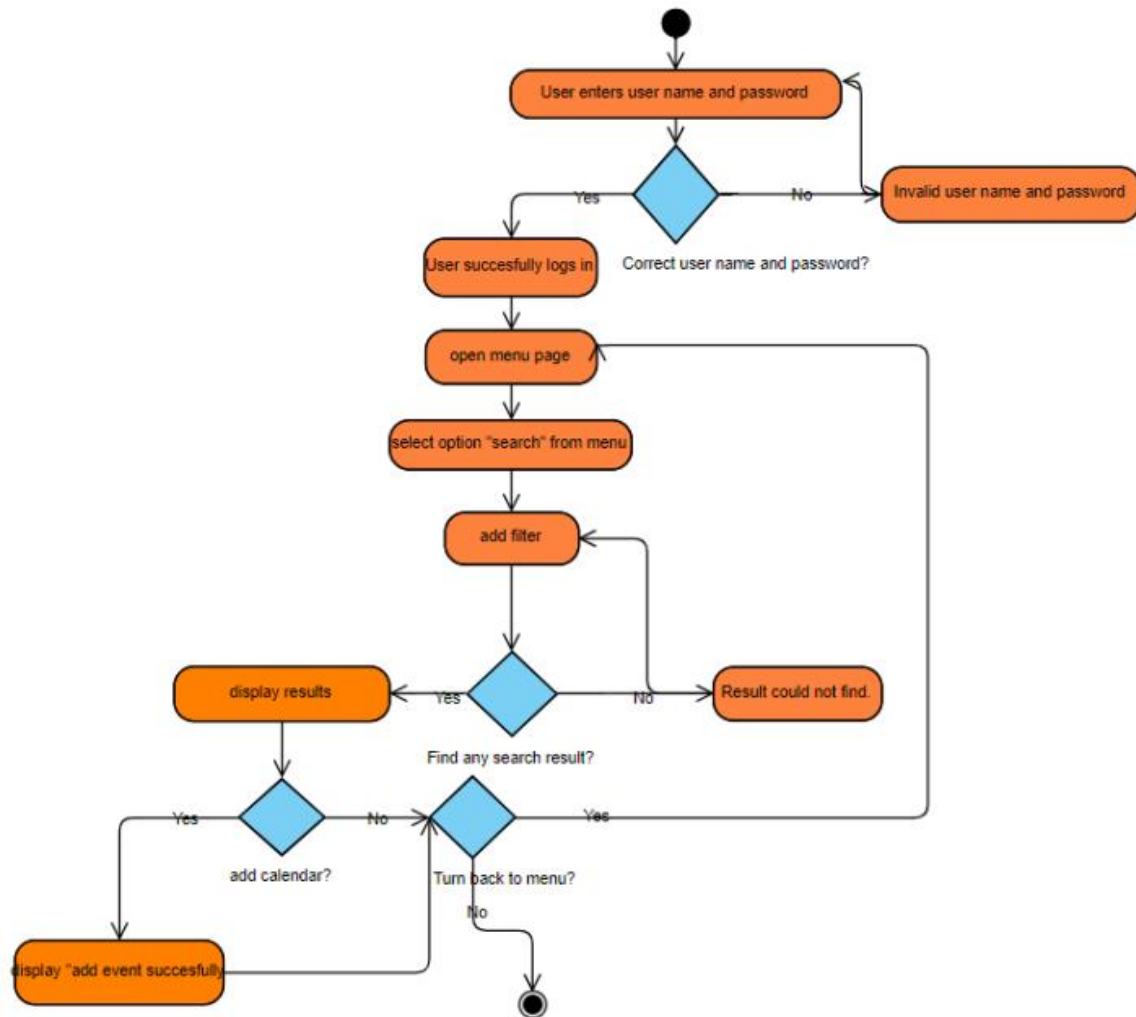 User enters user name and password
Yes
No
Invalid user name and password
User succesfully logs in
Correct user name and password?
open menu page
select option "search" from menu
add filter
display results
Yes
No
Result could not find.
Find any search result?
Yes
No
Yes
add calendar?
Turn back to menu?
No
display "add event succesfully